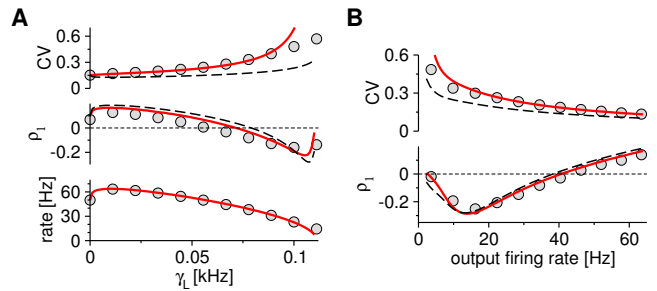 A
CV
0.6
0.3
0
ρ1
0
-0.2
rate [Hz]
60
30
0
0
0.05
0.1
γL [kHz]
B
CV
0.6
0.3
0
ρ1
0
-0.2
0
20
40
60
output firing rate [Hz]